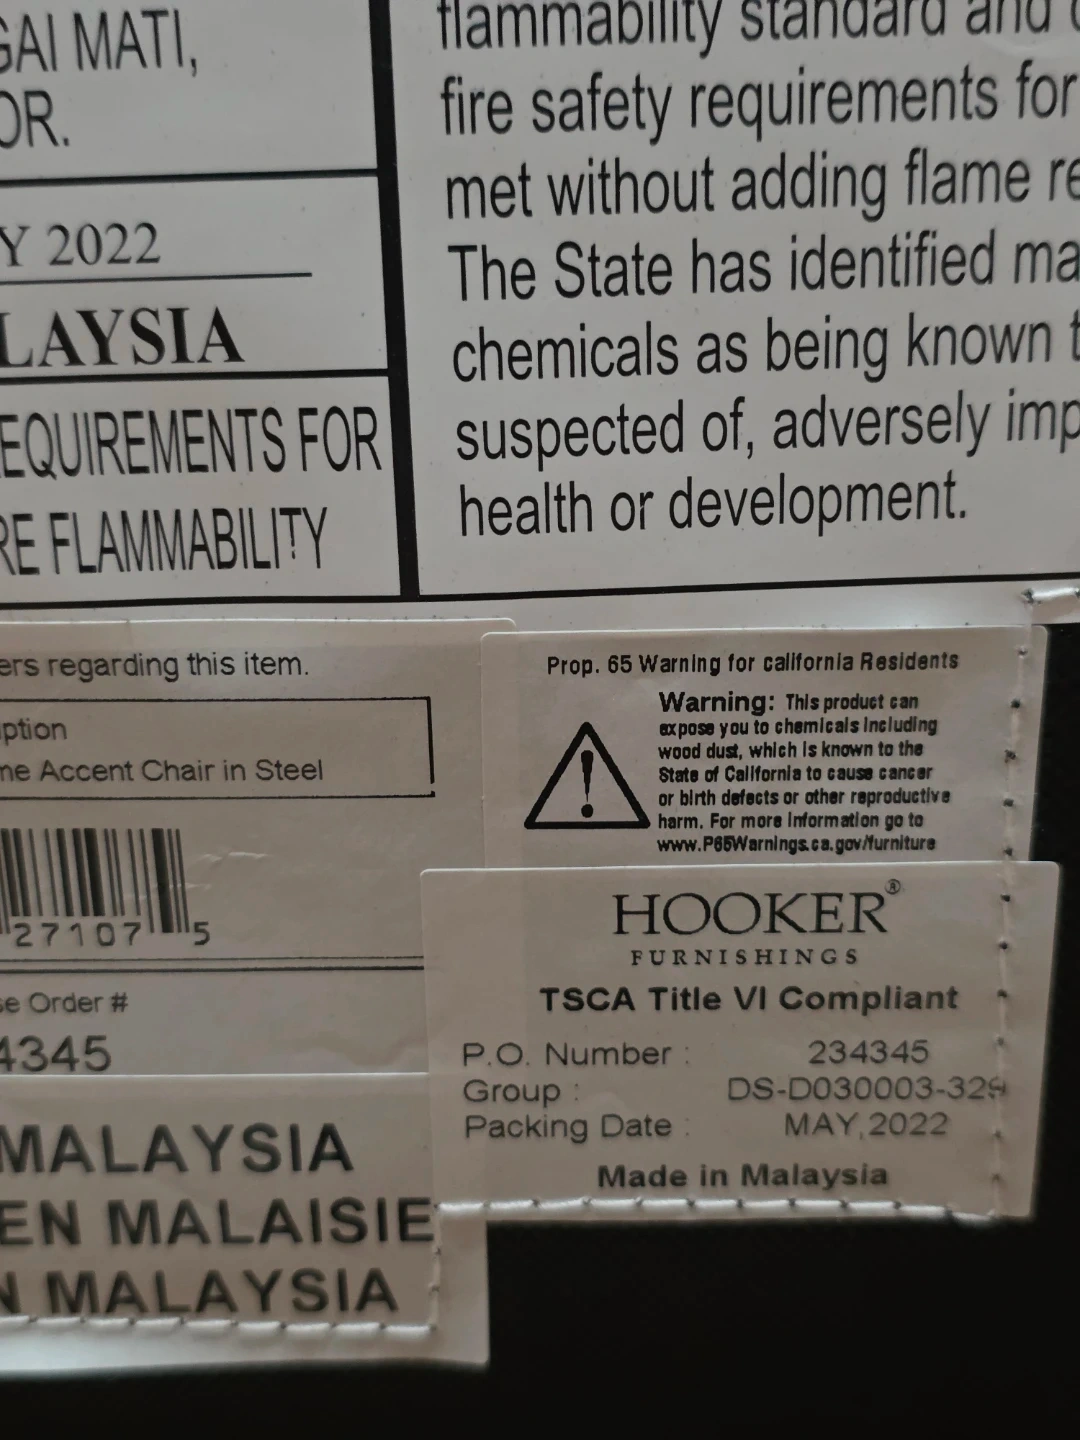 GAI MATI,
OR.
Y 2022
LAYSIA
EQUIREMENTS FOR
RE FLAMMABILITY
flammability standard and
fire safety requirements for
met without adding flame re
The State has identified ma
chemicals as being known t
suspected of, adversely imp
health or development.
ers regarding this item.
ption
me Accent Chair in Steel
27107 5
se Order #
4345
MALAYSIA
EN MALAISIE
N MALAYSIA
Prop. 65 Warning for california Residents
Warning: This product can
expose you to chemicals including
wood dust, which is known to the
State of California to cause cancer
or birth defects or other reproductive
harm. For more information go to
www.P65Warnings.ca.gov/furniture
HOOKER®
FURNISHINGS
TSCA Title VI Compliant
P.O. Number : 234345
Group : DS-D030003-329
Packing Date : MAY,2022
Made in Malaysia